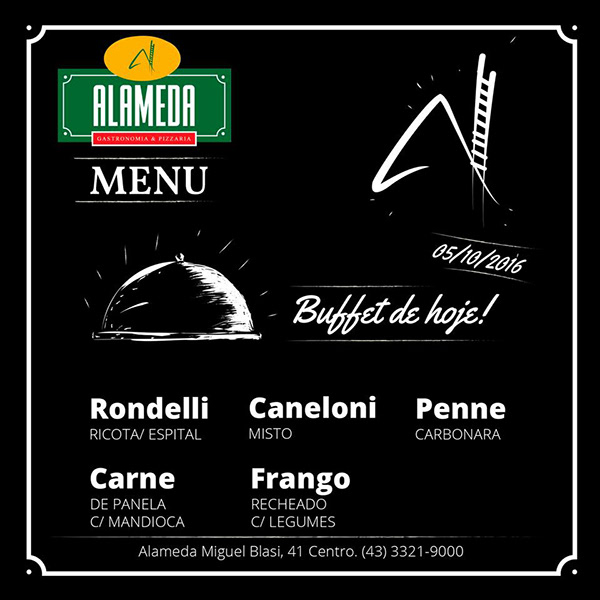 ALAMEDA
GASTRONOMIA & PIZZARIA
MENU
05/10/2016
Buffet de hoje!
Rondelli
RICOTA/ ESPITAL
Caneloni
MISTO
Penne
CARBONARA
Carne
DE PANELA
C/ MANDIOCA
Frango
RECHEADO
C/ LEGUMES
Alameda Miguel Blasi, 41 Centro. (43) 3321-9000